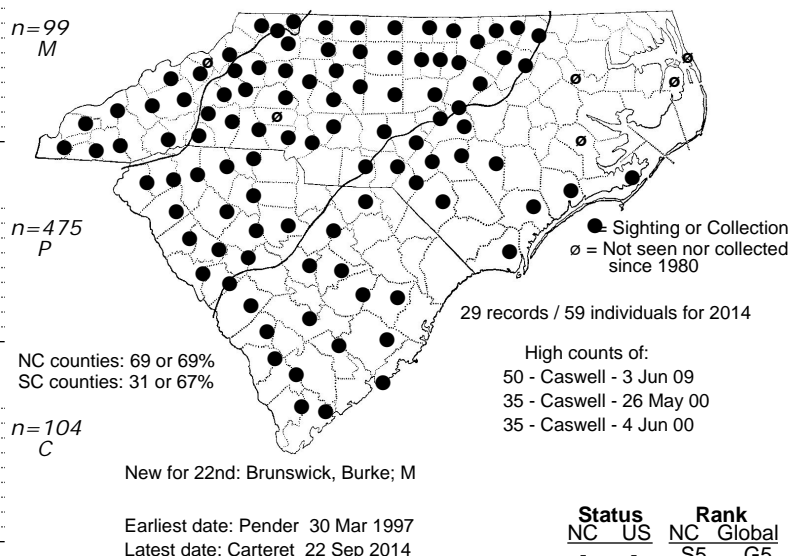 n=99
M
n=475
P
n=104
C
● = Sighting or Collection
ø = Not seen nor collected
since 1980
29 records / 59 individuals for 2014
NC counties: 69 or 69%
SC counties: 31 or 67%
High counts of:
50 - Caswell - 3 Jun 09
35 - Caswell - 26 May 00
35 - Caswell - 4 Jun 00
New for 22nd: Brunswick, Burke; M
Earliest date: Pender 30 Mar 1997
Latest date: Carteret 22 Sep 2014
Status Rank
NC US NC Global
- - S5 G5